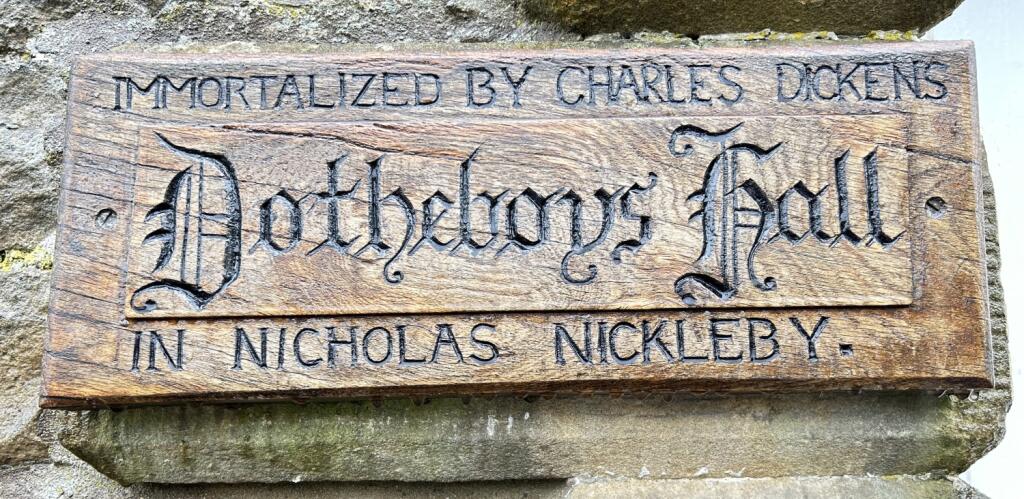 IMMORTALIZED BY CHARLES DICKENS
Dotheboys Hall
IN NICHOLAS NICKLEBY.